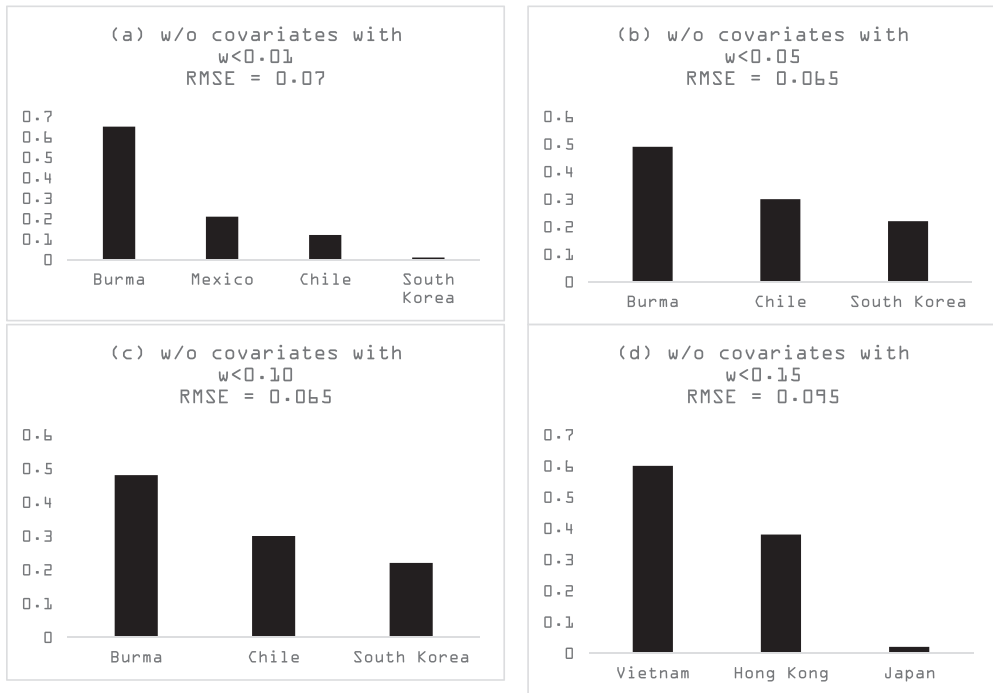 (a) w/o covariates with
w<0.01
RMSE = 0.07
0.7
0.6
0.5
0.4
0.3
0.2
0.1
0
Burma Mexico Chile South
Korea
(b) w/o covariates with
w<0.05
RMSE = 0.065
0.6
0.5
0.4
0.3
0.2
0.1
0
Burma Chile South Korea
(c) w/o covariates with
w<0.10
RMSE = 0.065
0.6
0.5
0.4
0.3
0.2
0.1
0
Burma Chile South Korea
(d) w/o covariates with
w<0.15
RMSE = 0.095
0.7
0.6
0.5
0.4
0.3
0.2
0.1
0
Vietnam Hong Kong Japan